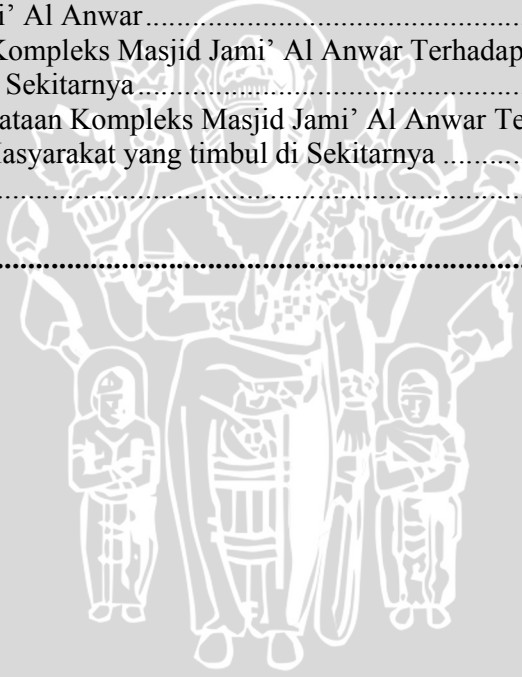 i’ Al Anwar....................................................
Kompleks Masjid Jami’ Al Anwar Terhadap
Sekitarnya....................................................
ataan Kompleks Masjid Jami’ Al Anwar Te
Masyarakat yang timbul di Sekitarnya ..........
....................................................................
....................................................................